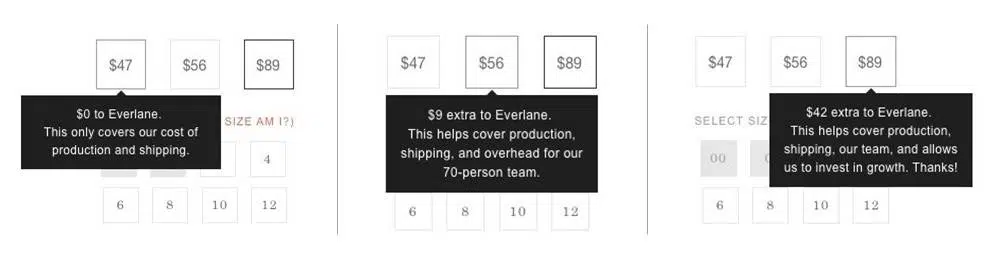 $47 $56 $89
$0 to Everlane.
This only covers our cost of
production and shipping.
SIZE AM I?)
4
6 8 10 12
$47 $56 $89
$9 extra to Everlane.
This helps cover production,
shipping, and overhead for our
70-person team.
6 8 10 12
$47 $56 $89
$42 extra to Everlane.
This helps cover production,
shipping, our team, and allows
us to invest in growth. Thanks!
SELECT SIZ
00 0
6 8 10 12